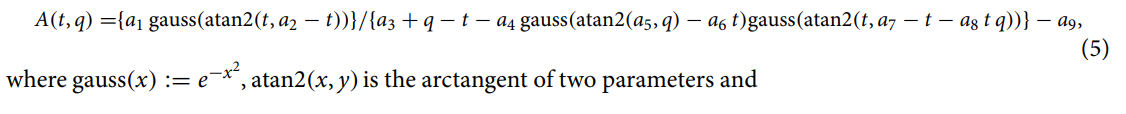 A(t, q) ={a₁ gauss(atan2(t, a₂ − t))}/{a₃ + q − t − a₄ gauss(atan2(a₅, q) − a₆ t)gauss(atan2(t, a₇ − t − a₈ t q))} − a₉,
(5)
where gauss(x) := e^{−x²}, atan2(x, y) is the arctangent of two parameters and